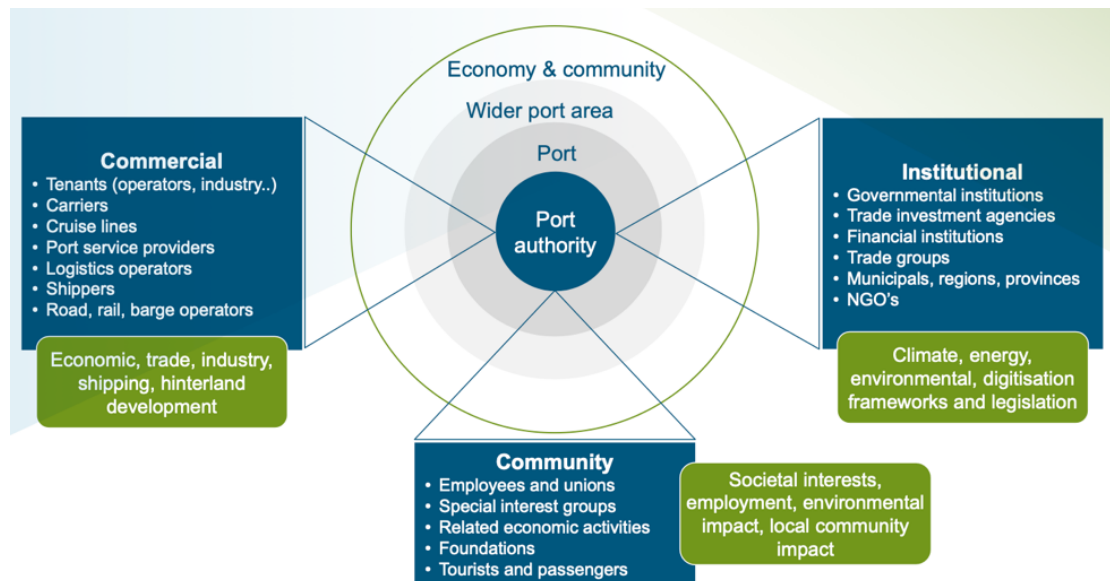 Economy & community
Wider port area
Port
Port
authority
Commercial
• Tenants (operators, industry..)
• Carriers
• Cruise lines
• Port service providers
• Logistics operators
• Shippers
• Road, rail, barge operators
Economic, trade, industry,
shipping, hinterland
development
Institutional
• Governmental institutions
• Trade investment agencies
• Financial institutions
• Trade groups
• Municipals, regions, provinces
• NGO's
Climate, energy,
environmental, digitisation
frameworks and legislation
Community
• Employees and unions
• Special interest groups
• Related economic activities
• Foundations
• Tourists and passengers
Societal interests,
employment, environmental
impact, local community
impact